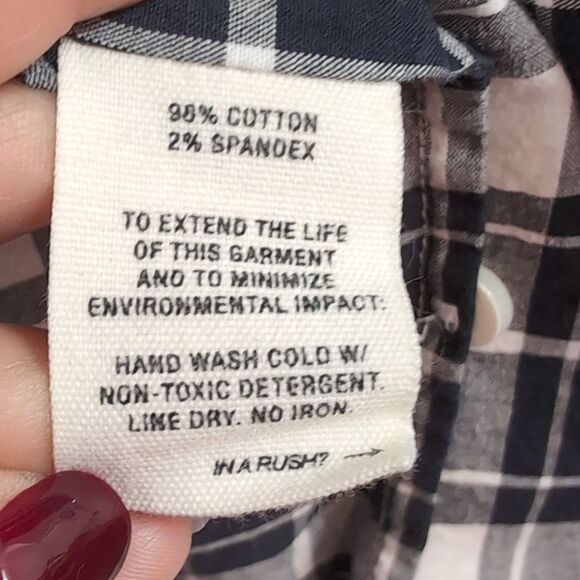 98% COTTON
2% SPANDEX
TO EXTEND THE LIFE
OF THIS GARMENT
AND TO MINIMIZE
ENVIRONMENTAL IMPACT:
HAND WASH COLD W/
NON-TOXIC DETERGENT.
LINE DRY. NO IRON.
IN A RUSH? →